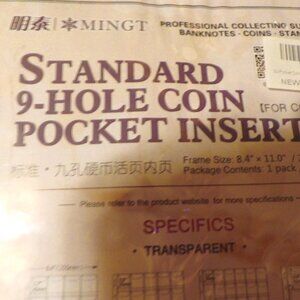 明泰 MINGT
PROFESSIONAL COLLECTING
BANKNOTES · COINS · STAN
NEW
STANDARD
9-HOLE COIN
[FOR CO
POCKET INSERT
标准·九孔硬币活页内页
Frame Size: 8.4" × 11.0" /
Package Contents: 1 pack
Please refer to the product website for more specifications
SPECIFICS
· TRANSPARENT ·